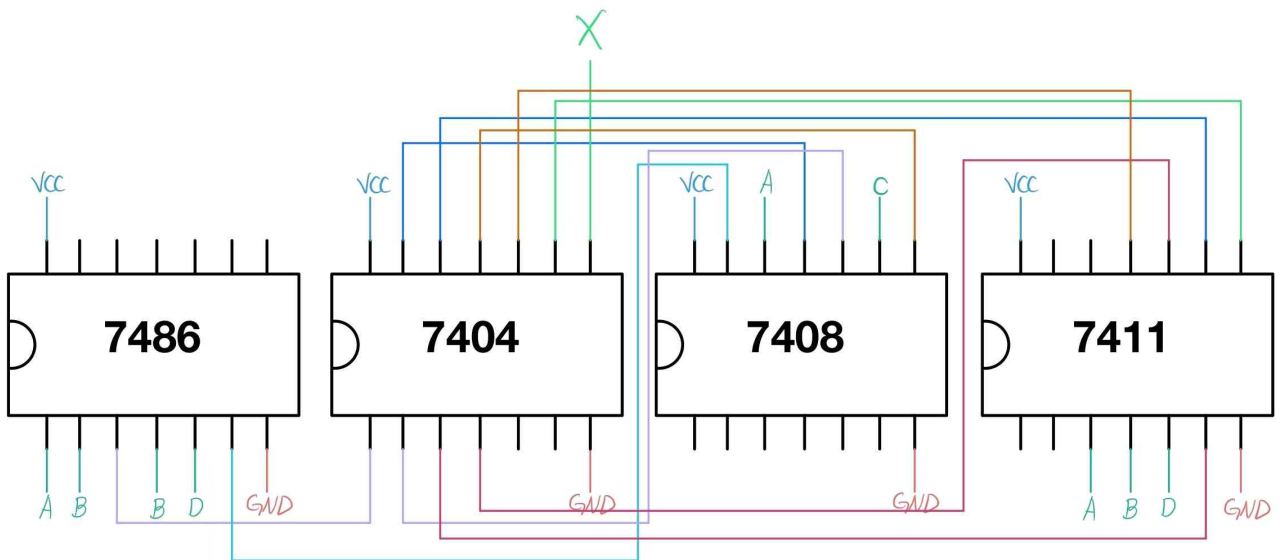 X
VCC VCC VCC A C VCC
7486 7404 7408 7411
A B B D GND GND GND A B D GND